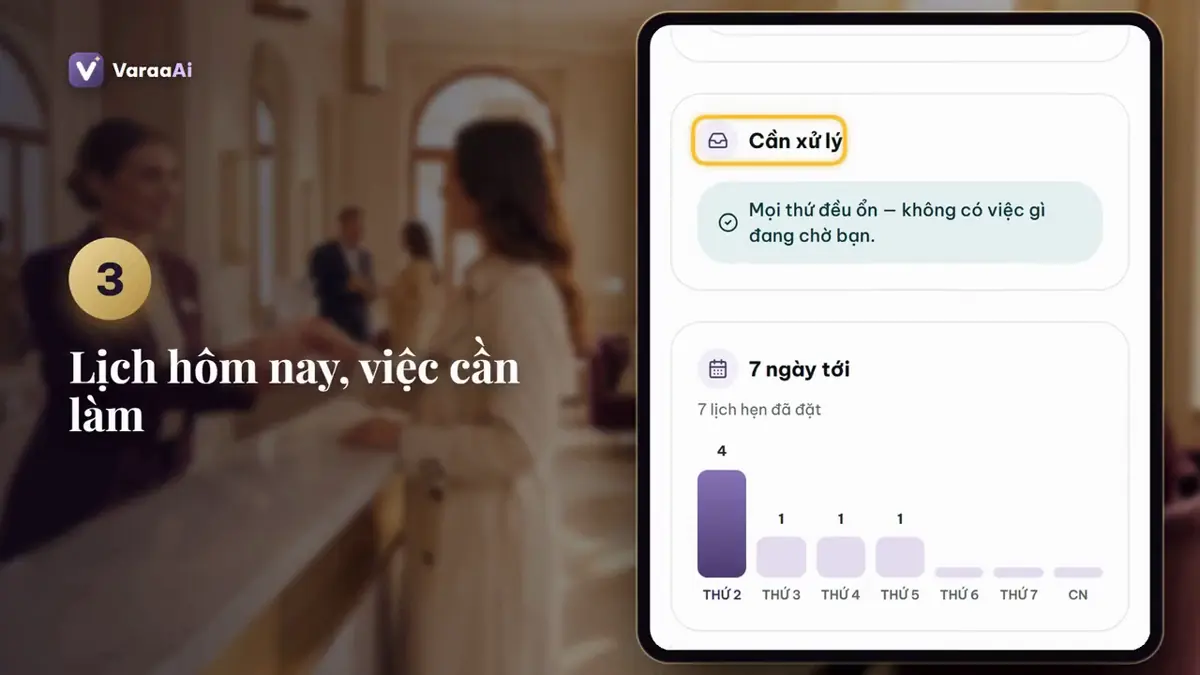 VaraaAi
3
Lịch hôm nay, việc cần
làm
Cần xử lý
Mọi thứ đều ổn – không có việc gì
đang chờ bạn.
7 ngày tới
7 lịch hẹn đã đặt
4
1
1
1
THỨ 2
THỨ 3
THỨ 4
THỨ 5
THỨ 6
THỨ 7
CN